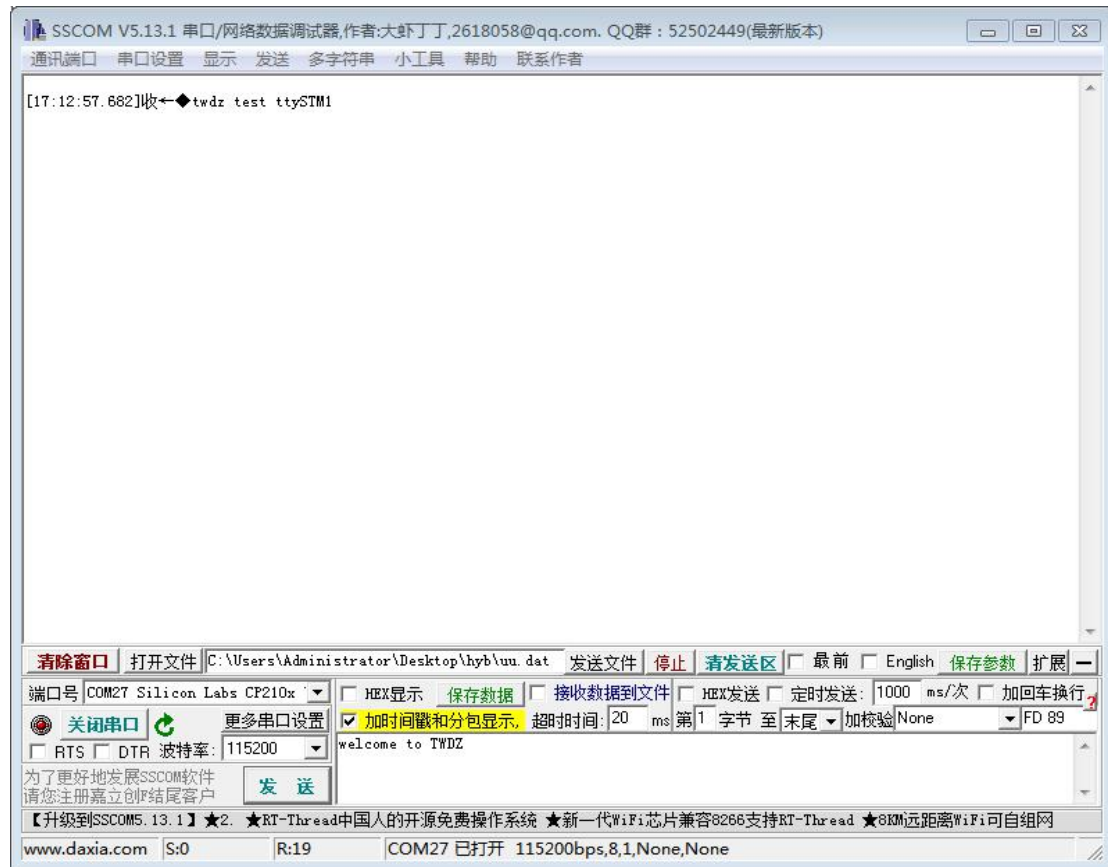 SSCOM V5.13.1 串口/网络数据调试器,作者:大虾丁丁,2618058@qq.com. QQ群：52502449(最新版本)
通讯端口 串口设置 显示 发送 多字符串 小工具 帮助 联系作者
[17:12:57.682]收←◆twdz test ttySTM1
清除窗口 打开文件 C:\Users\Administrator\Desktop\hyb\uu.dat 发送文件 停止 清发送区 最前 English 保存参数 扩展 —
端口号 COM27 Silicon Labs CP210x HEX显示 保存数据 接收数据到文件 HEX发送 定时发送: 1000 ms/次 加回车换行 ?
关闭串口 更多串口设置 加时间戳和分包显示, 超时时间: 20 ms 第1 字节 至 末尾 加校验 None FD 89
RTS DTR 波特率: 115200 welcome to TWDZ
为了更好地发展SSCOM软件
请您注册嘉立创F结尾客户
发 送
【升级到SSCOM5.13.1】★2. ★RT-Thread中国人的开源免费操作系统 ★新一代WiFi芯片兼容8266支持RT-Thread ★8KM远距离WiFi可自组网
www.daxia.com S:0 R:19 COM27 已打开 115200bps,8,1,None,None